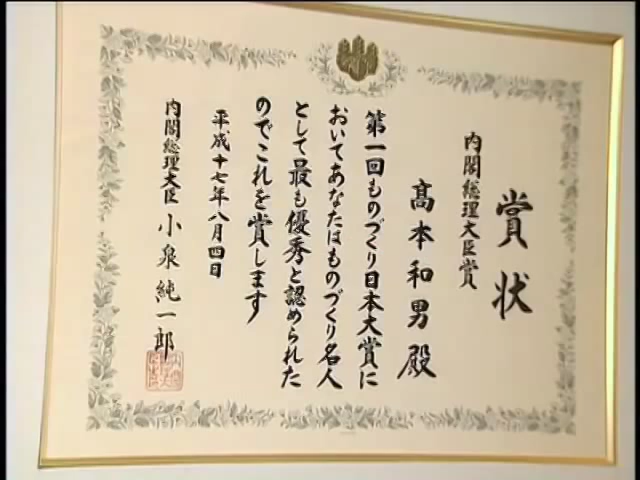 賞状
内閣総理大臣賞
髙本和男殿
第一回ものづくり日本大賞に
おいてあなたはものづくり名人
として最も優秀と認められた
のでこれを賞します
平成十七年八月四日
内閣総理大臣 小泉純一郎